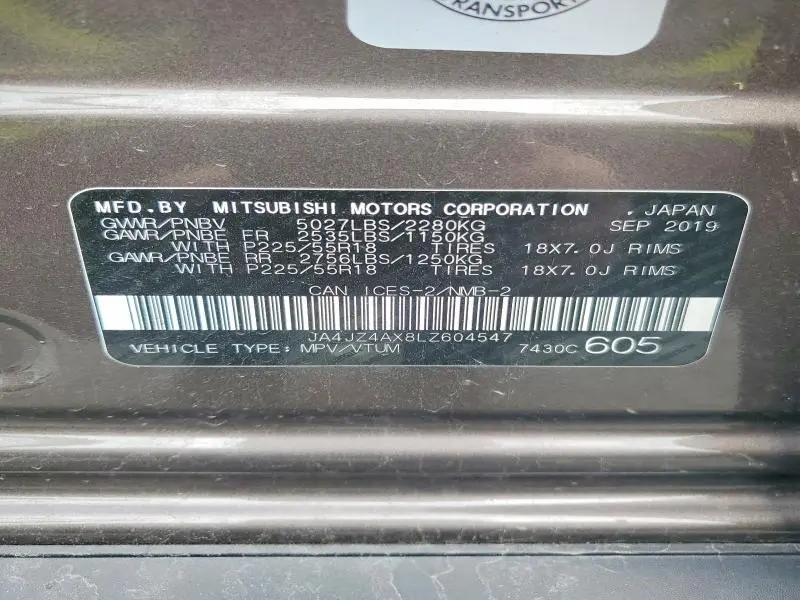 TRANSPORT
MFD.BY MITSUBISHI MOTORS CORPORATION , JAPAN
GVWR/PNBV 5027LBS/2280KG SEP 2019
GAWR/PNBE FR 2535LBS/1150KG
WITH P225/55R18 TIRES 18X7.0J RIMS
GAWR/PNBE RR 2756LBS/1250KG
WITH P225/55R18 TIRES 18X7.0J RIMS
CAN ICES-2/NMB-2
JA4JZ4AX8LZ604547
VEHICLE TYPE: MPV/VTUM 7430C 605